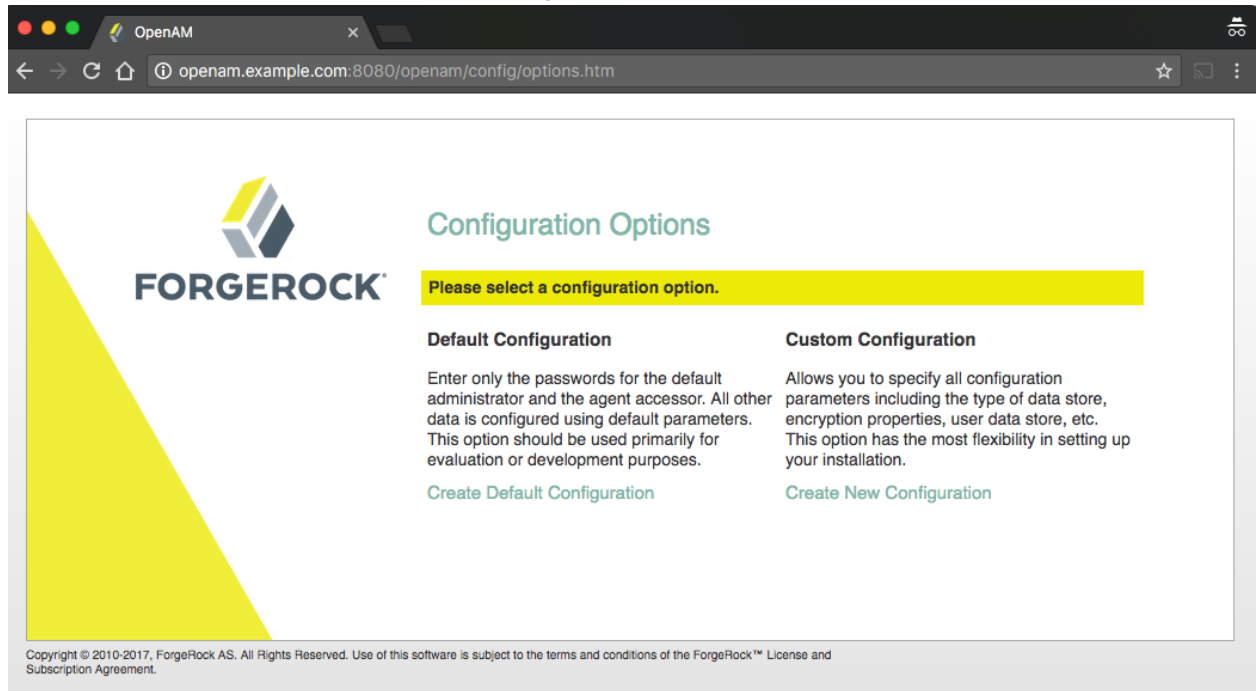 OpenAM
openam.example.com:8080/openam/config/options.htm
FORGEROCK
Configuration Options
Please select a configuration option.
Default Configuration
Enter only the passwords for the default
administrator and the agent accessor. All other
data is configured using default parameters.
This option should be used primarily for
evaluation or development purposes.
Create Default Configuration
Custom Configuration
Allows you to specify all configuration
parameters including the type of data store,
encryption properties, user data store, etc.
This option has the most flexibility in setting up
your installation.
Create New Configuration
Copyright © 2010-2017, ForgeRock AS. All Rights Reserved. Use of this software is subject to the terms and conditions of the ForgeRock™ License and
Subscription Agreement.